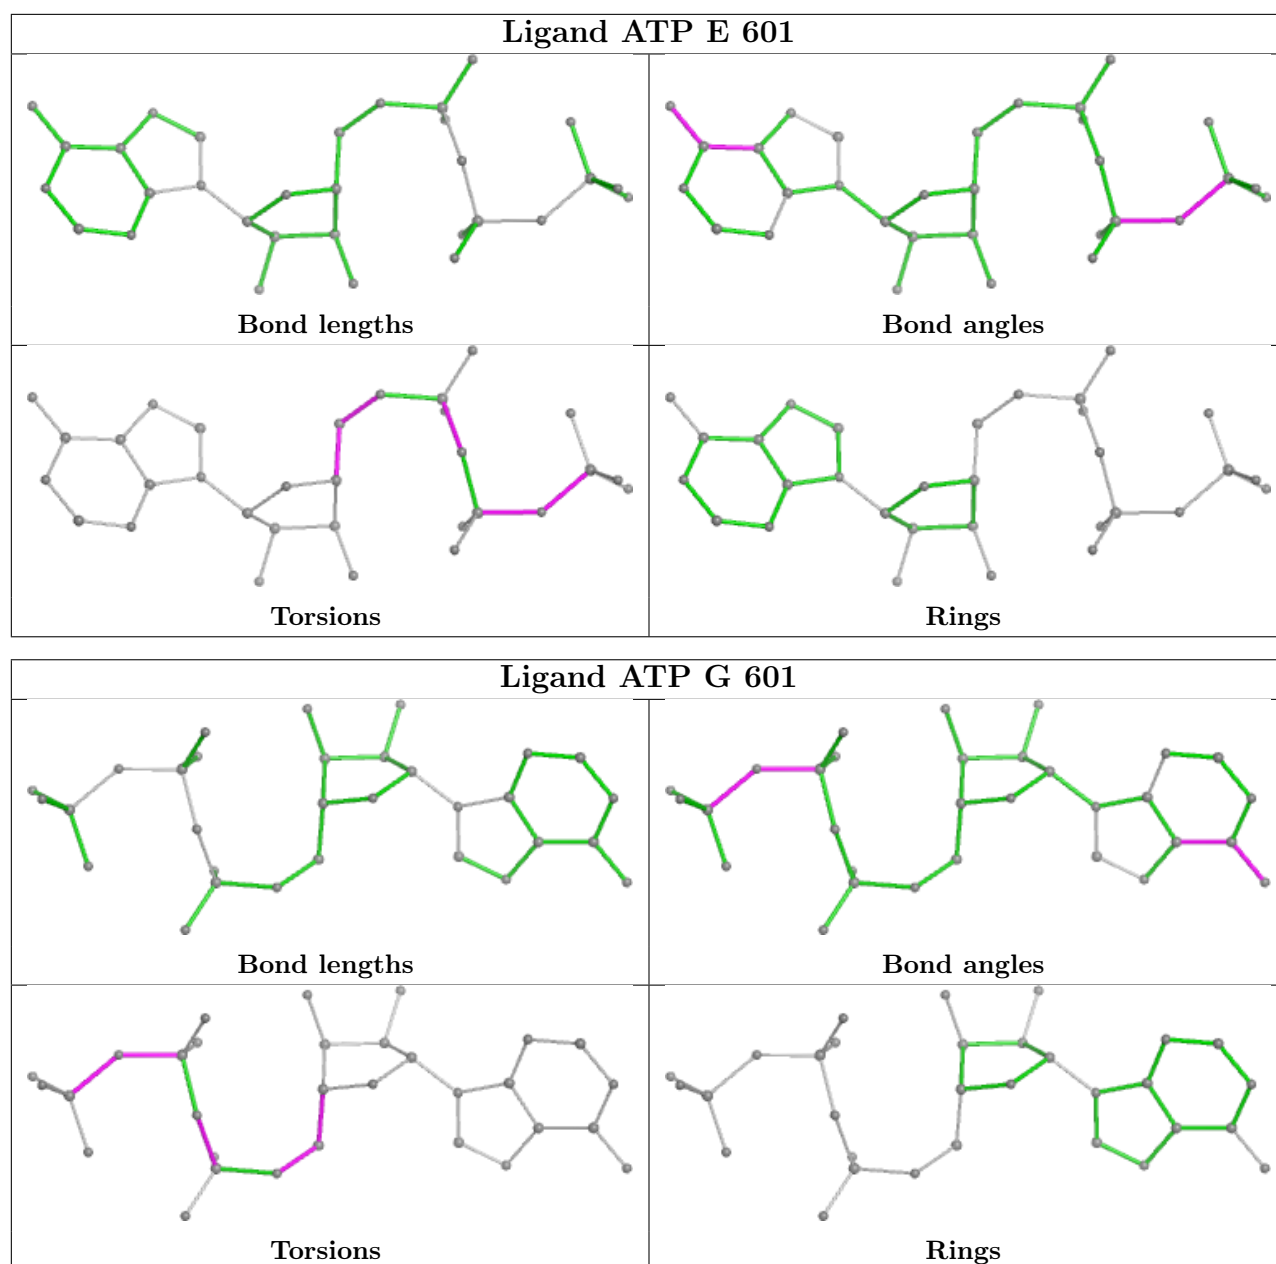 Ligand ATP E 601
Bond lengths
Bond angles
Torsions
Rings
Ligand ATP G 601
Bond lengths
Bond angles
Torsions
Rings